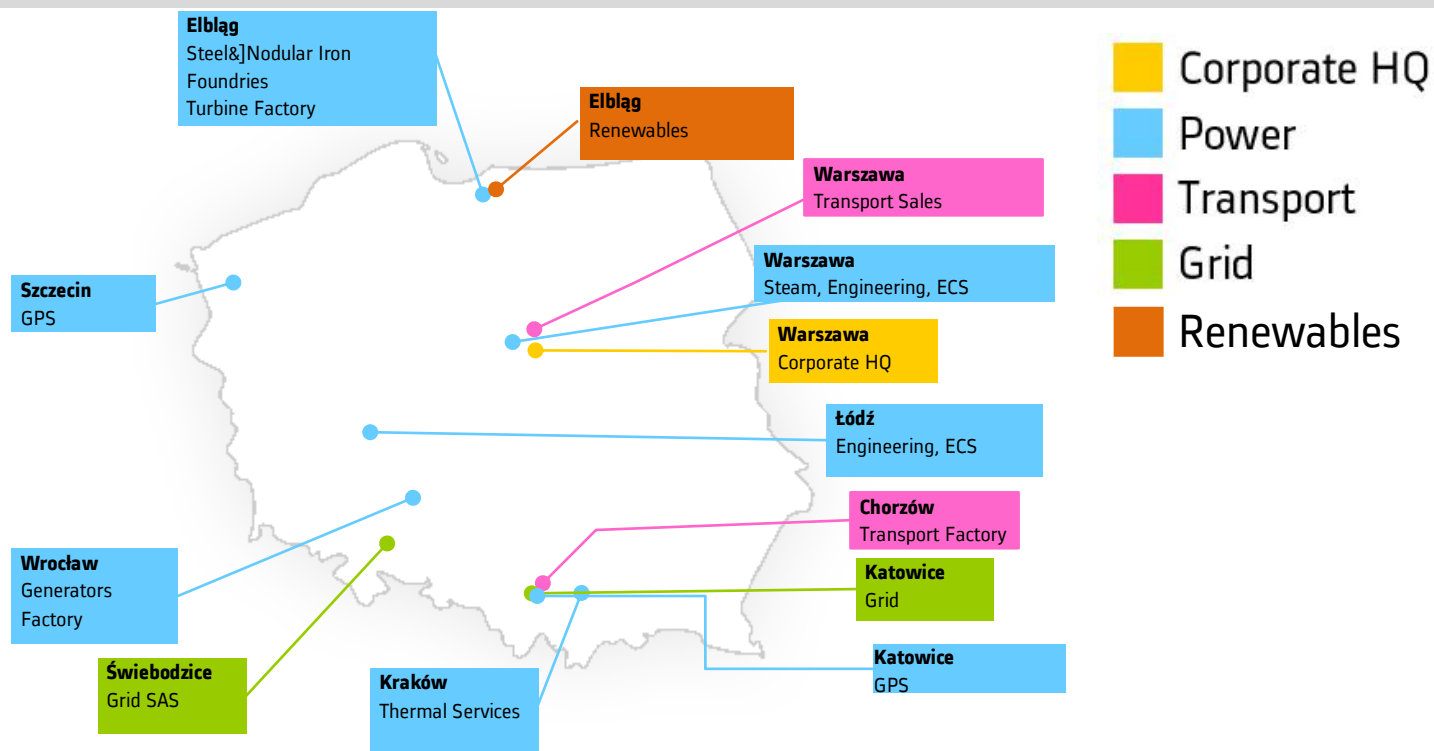 Elbląg
Steel&]Nodular Iron
Foundries
Turbine Factory
Elbląg
Renewables
Warszawa
Transport Sales
Warszawa
Steam, Engineering, ECS
Szczecin
GPS
Warszawa
Corporate HQ
Łódź
Engineering, ECS
Chorzów
Transport Factory
Wrocław
Generators
Factory
Katowice
Grid
Katowice
GPS
Świebodzice
Grid SAS
Kraków
Thermal Services
Corporate HQ
Power
Transport
Grid
Renewables